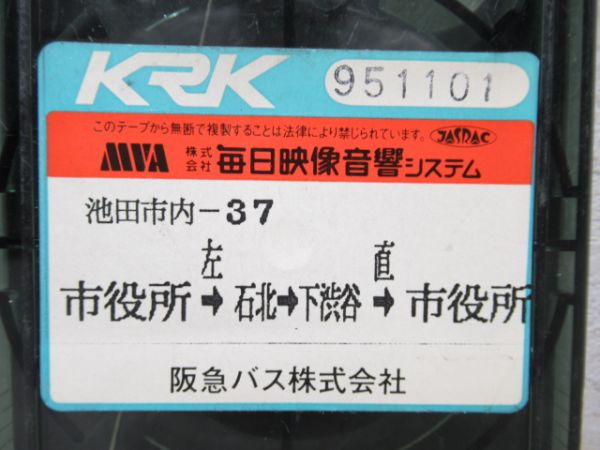 KRK 951101
このテープから無断で複製することは法律により禁じられています。 JASRAC
MVA 株式会社 毎日映像音響システム
池田市内-37
左 直
市役所→石北→下渋谷→市役所
阪急バス株式会社